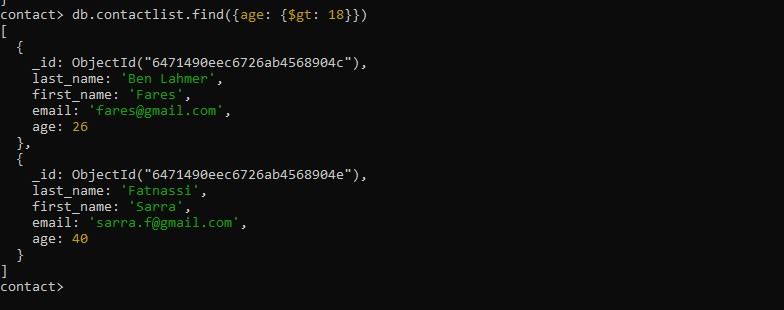 }
contact> db.contactlist.find({age: {$gt: 18}})
[
  {
    _id: ObjectId("6471490eec6726ab4568904c"),
    last_name: 'Ben Lahmer',
    first_name: 'Fares',
    email: 'fares@gmail.com',
    age: 26
  },
  {
    _id: ObjectId("6471490eec6726ab4568904e"),
    last_name: 'Fatnassi',
    first_name: 'Sarra',
    email: 'sarra.f@gmail.com',
    age: 40
  }
]
contact>